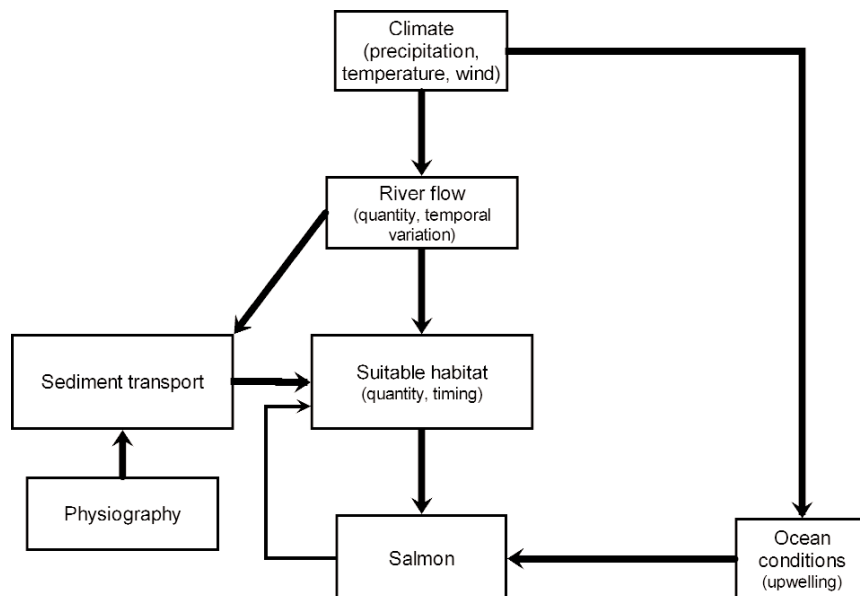 Climate
(precipitation,
temperature, wind)
River flow
(quantity, temporal
variation)
Sediment transport
Suitable habitat
(quantity, timing)
Physiography
Salmon
Ocean
conditions
(upwelling)